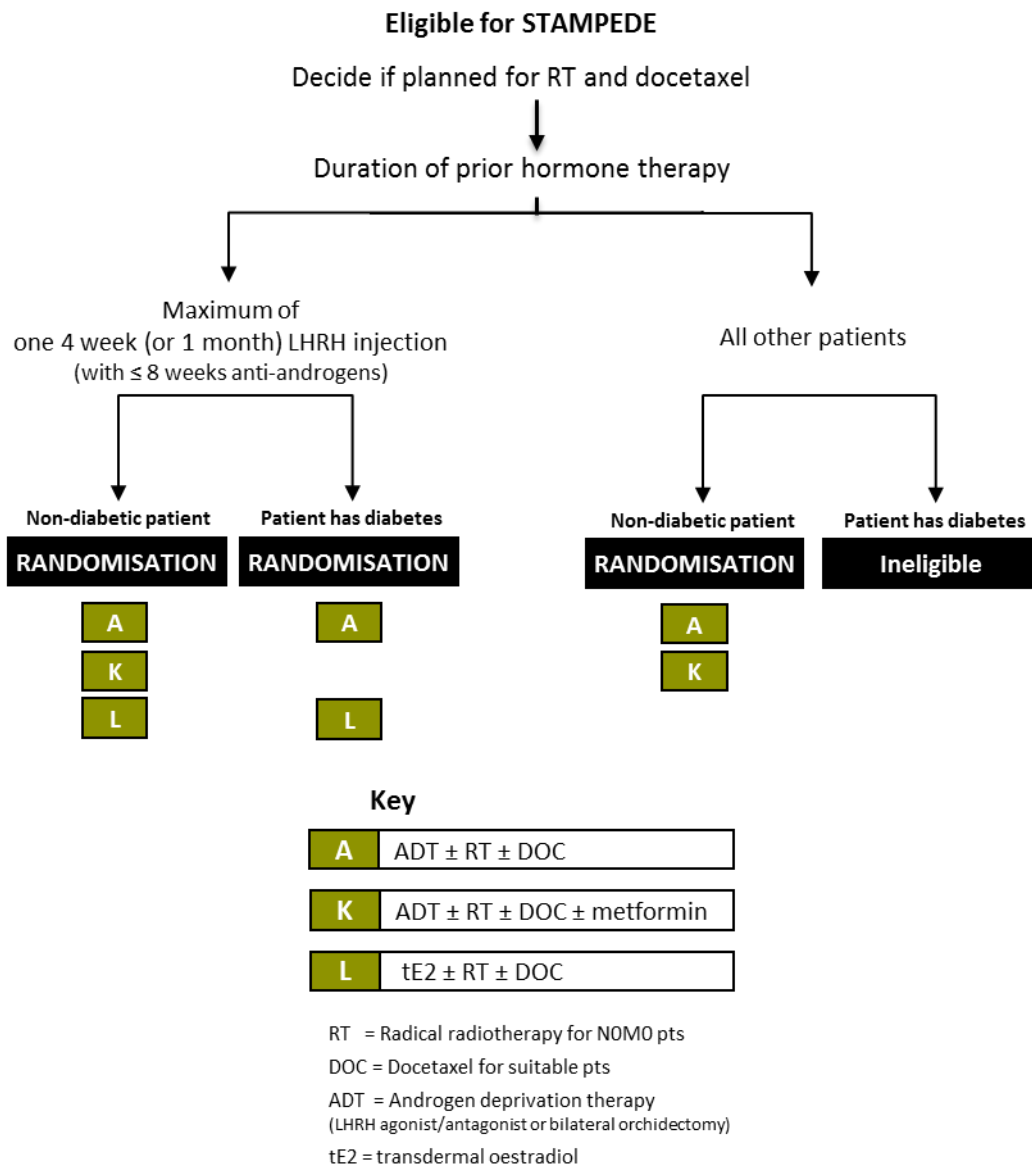 Eligible for STAMPEDE
Decide if planned for RT and docetaxel
Duration of prior hormone therapy
Maximum of
one 4 week (or 1 month) LHRH injection
(with ≤ 8 weeks anti-androgens)
All other patients
Non-diabetic patient
RANDOMISATION
A
K
L
Patient has diabetes
RANDOMISATION
A
L
Non-diabetic patient
RANDOMISATION
A
K
Patient has diabetes
Ineligible
Key
A ADT ± RT ± DOC
K ADT ± RT ± DOC ± metformin
L tE2 ± RT ± DOC
RT = Radical radiotherapy for N0M0 pts
DOC = Docetaxel for suitable pts
ADT = Androgen deprivation therapy
(LHRH agonist/antagonist or bilateral orchidectomy)
tE2 = transdermal oestradiol